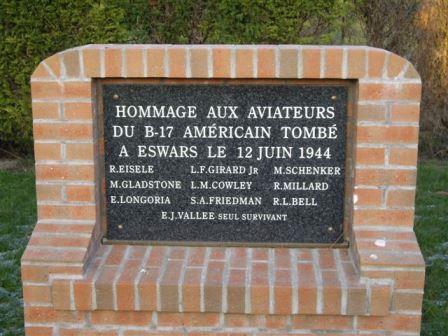 HOMMAGE AUX AVIATEURS
DU B-17 AMÉRICAIN TOMBÉ
A ESWARS LE 12 JUIN 1944
R.EISELE L.F.GIRARD JR M.SCHENKER
M.GLADSTONE L.M.COWLEY R.MILLARD
E.LONGORIA S.A.FRIEDMAN R.L.BELL
E.J.VALLEE SEUL SURVIVANT